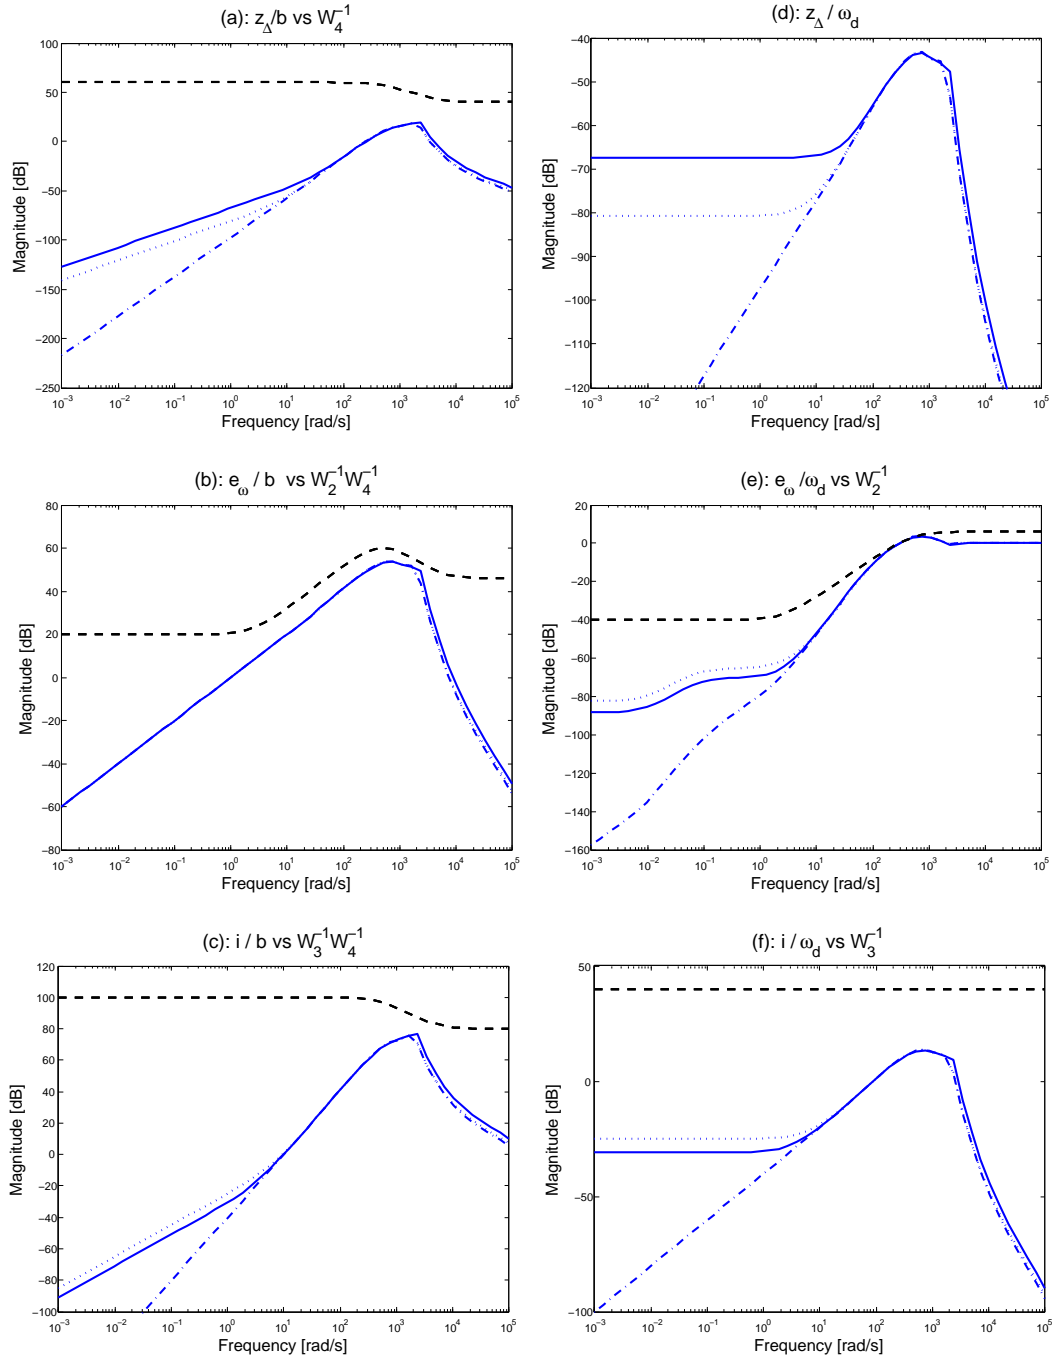 (a): z_Δ/b vs W_4^−1
Magnitude [dB]
100
50
0
−50
−100
−150
−200
−250
10^−3 10^−2 10^−1 10^0 10^1 10^2 10^3 10^4 10^5
Frequency [rad/s]
(d): z_Δ / ω_d
Magnitude [dB]
−40
−50
−60
−70
−80
−90
−100
−110
−120
10^−3 10^−2 10^−1 10^0 10^1 10^2 10^3 10^4 10^5
Frequency [rad/s]
(b): e_ω / b vs W_2^−1 W_4^−1
Magnitude [dB]
80
60
40
20
0
−20
−40
−60
−80
10^−3 10^−2 10^−1 10^0 10^1 10^2 10^3 10^4 10^5
Frequency [rad/s]
(e): e_ω /ω_d vs W_2^−1
Magnitude [dB]
20
0
−20
−40
−60
−80
−100
−120
−140
−160
10^−3 10^−2 10^−1 10^0 10^1 10^2 10^3 10^4 10^5
Frequency [rad/s]
(c): i / b vs W_3^−1 W_4^−1
Magnitude [dB]
120
100
80
60
40
20
0
−20
−40
−60
−80
−100
10^−3 10^−2 10^−1 10^0 10^1 10^2 10^3 10^4 10^5
Frequency [rad/s]
(f): i / ω_d vs W_3^−1
Magnitude [dB]
50
0
−50
−100
10^−3 10^−2 10^−1 10^0 10^1 10^2 10^3 10^4 10^5
Frequency [rad/s]